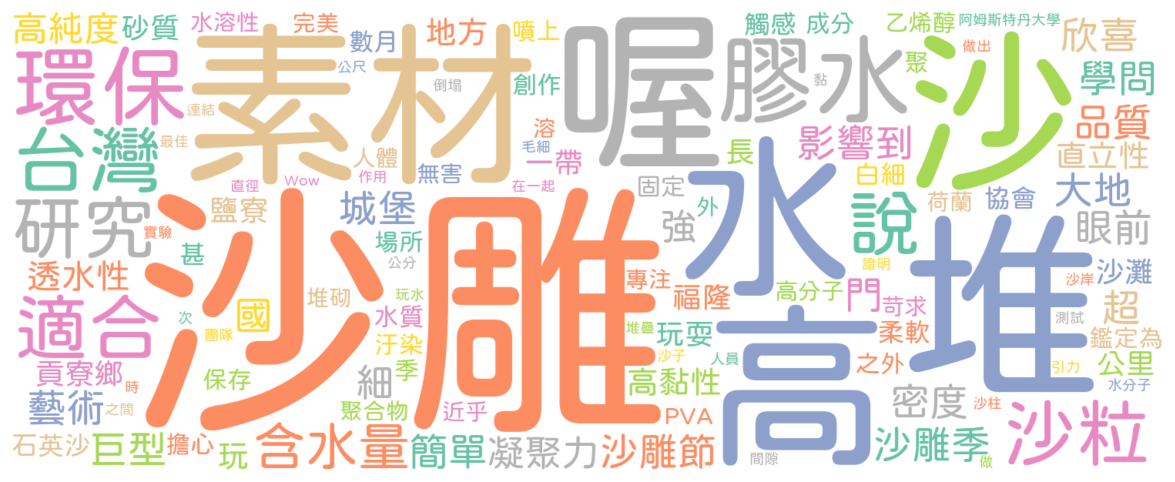 高純度
砂質
水溶性
完美
數月
公尺
地方
噴上
觸感
成分
乙烯醇
阿姆斯特丹大學
做出
欣喜
環保
素材
倒塌
創作
喔
膠水
黏
聚
沙
學問
連結
最佳
台灣
人體
作用
無害
溶
毛細
一帶
在一起
長
影響到
品質
直立性
研究
直徑
Wow
鹽寮
城堡
固定
外
強
水
白細
說
荷蘭
協會
大地
眼前
實驗
甚
場所
公分
沙雕
透水性
專注
福隆
高分子
證明
門
苛求
堆
沙岸
沙灘
適合
次
國
團隊
堆砌
玩水
水質
汙染
堆疊
玩耍
沙子
高
柔軟
超
測試
鑑定為
貢寮鄉
時
保存
季
細
高黏性
人員
之外
引力
公里
水分子
藝術
之間
聚合物
近乎
PVA
密度
沙柱
沙粒
石英沙
巨型
擔心
玩
含水量
簡單
凝聚力
沙雕節
間隙
沙雕季
做